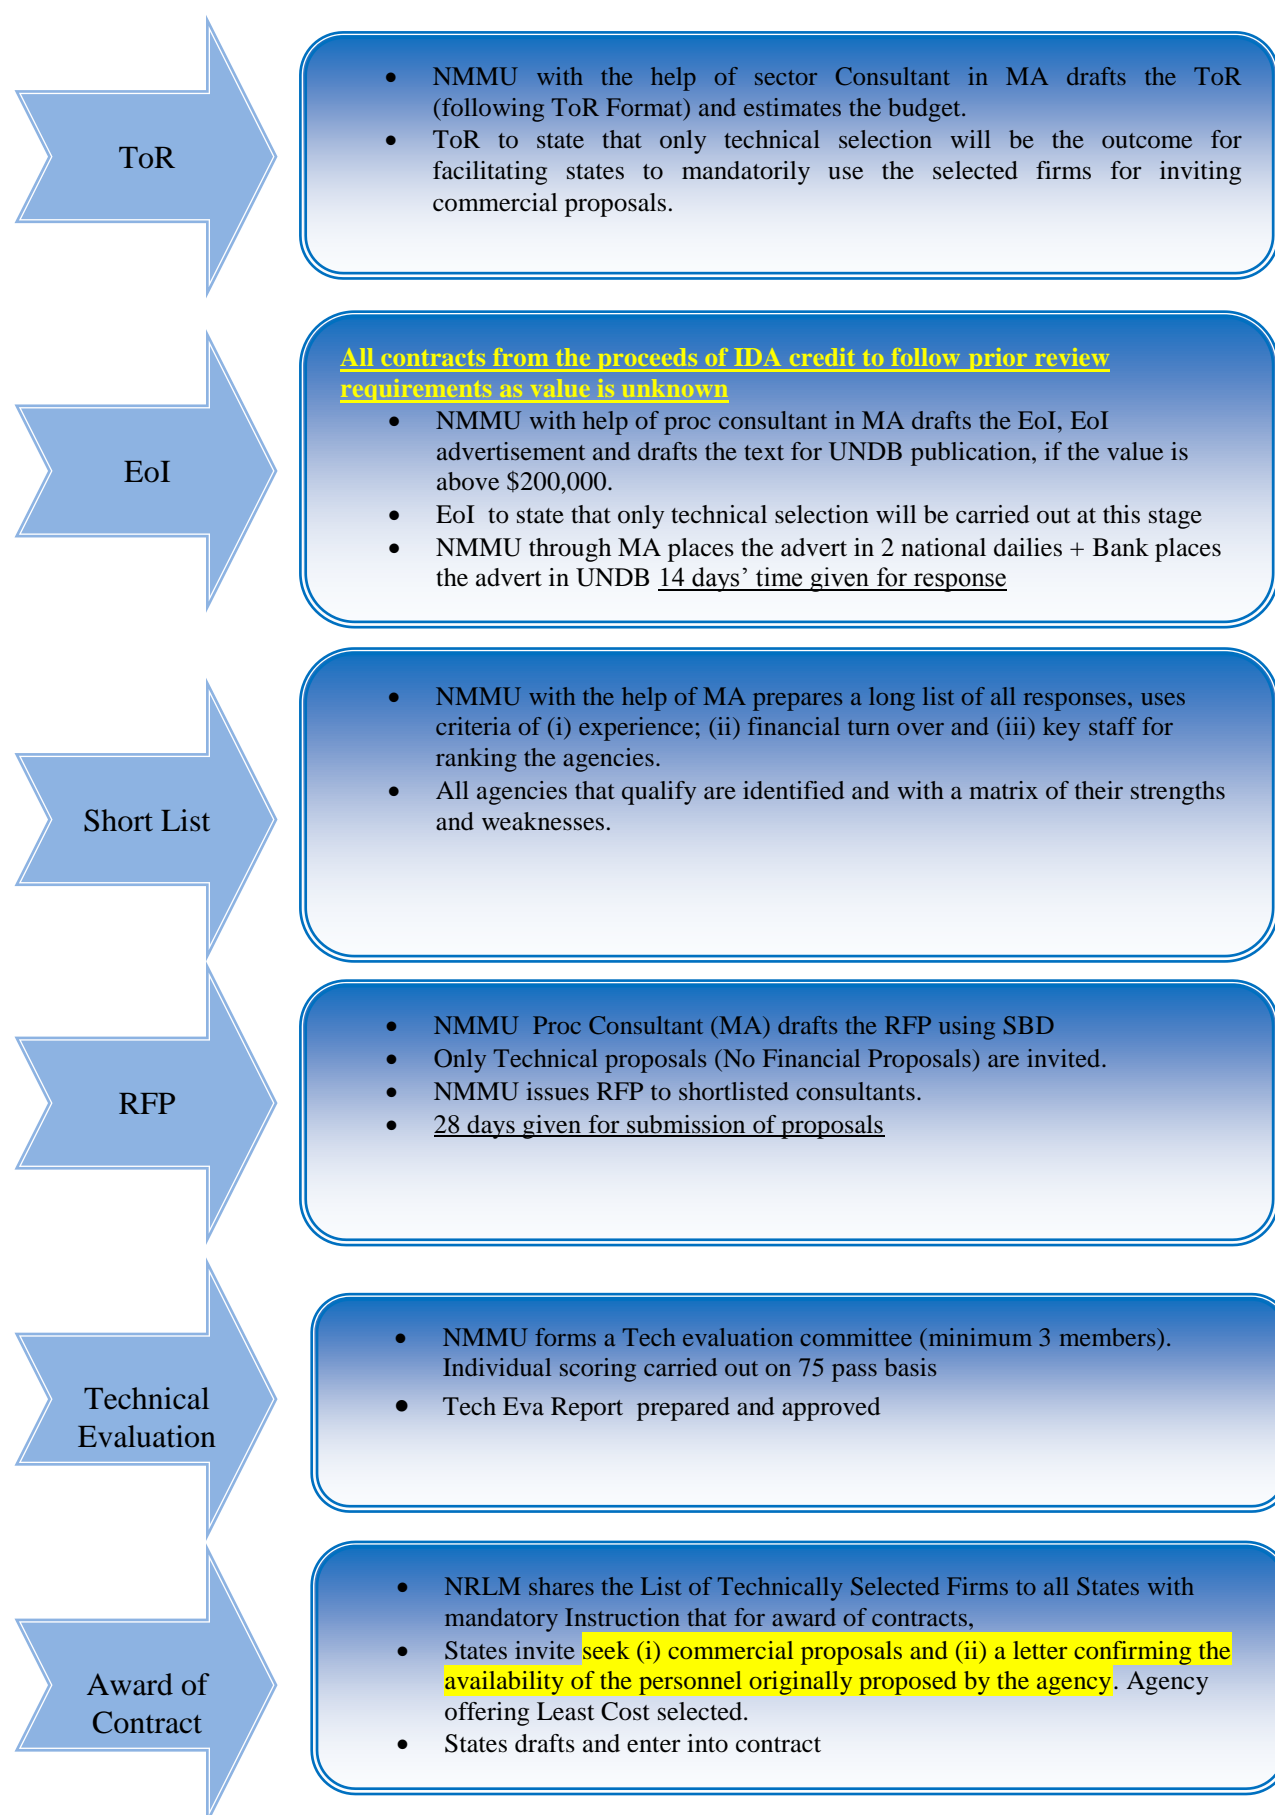 ToR
• NMMU with the help of sector Consultant in MA drafts the ToR
(following ToR Format) and estimates the budget.
• ToR to state that only technical selection will be the outcome for
facilitating states to mandatorily use the selected firms for inviting
commercial proposals.
EoI
All contracts from the proceeds of IDA credit to follow prior review
requirements as value is unknown
• NMMU with help of proc consultant in MA drafts the EoI, EoI
advertisement and drafts the text for UNDB publication, if the value is
above $200,000.
• EoI to state that only technical selection will be carried out at this stage
• NMMU through MA places the advert in 2 national dailies + Bank places
the advert in UNDB 14 days’ time given for response
Short List
• NMMU with the help of MA prepares a long list of all responses, uses
criteria of (i) experience; (ii) financial turn over and (iii) key staff for
ranking the agencies.
• All agencies that qualify are identified and with a matrix of their strengths
and weaknesses.
RFP
• NMMU Proc Consultant (MA) drafts the RFP using SBD
• Only Technical proposals (No Financial Proposals) are invited.
• NMMU issues RFP to shortlisted consultants.
• 28 days given for submission of proposals
Technical
Evaluation
• NMMU forms a Tech evaluation committee (minimum 3 members).
Individual scoring carried out on 75 pass basis
• Tech Eva Report prepared and approved
Award of
Contract
• NRLM shares the List of Technically Selected Firms to all States with
mandatory Instruction that for award of contracts,
• States invite seek (i) commercial proposals and (ii) a letter confirming the
availability of the personnel originally proposed by the agency. Agency
offering Least Cost selected.
• States drafts and enter into contract